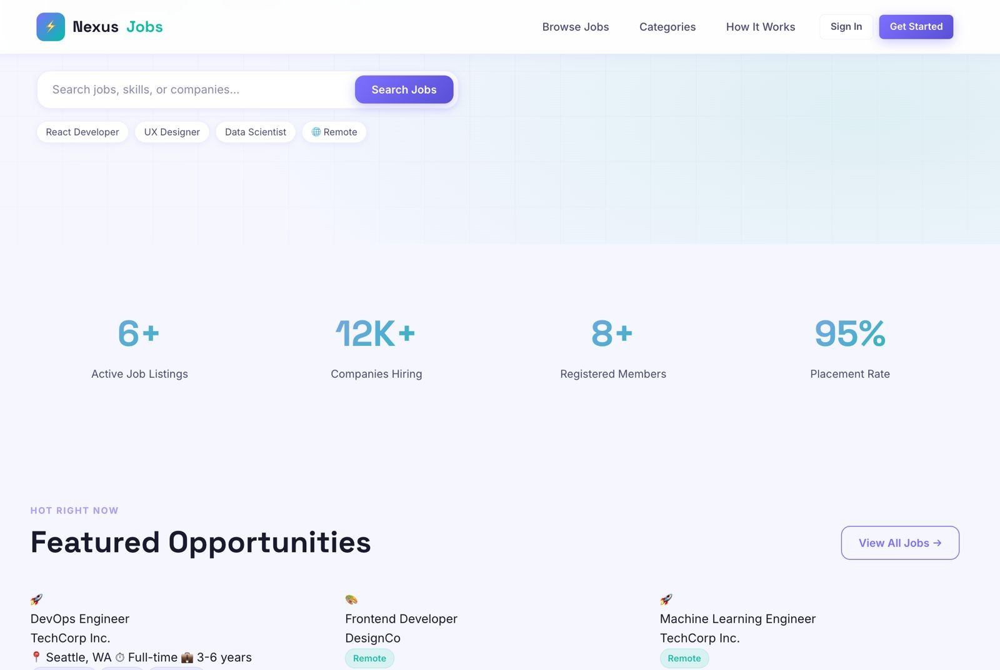 ⚡ Nexus Jobs
Browse Jobs
Categories
How It Works
Sign In
Get Started
Search jobs, skills, or companies...
Search Jobs
React Developer
UX Designer
Data Scientist
🌐 Remote
6+
Active Job Listings
12K+
Companies Hiring
8+
Registered Members
95%
Placement Rate
HOT RIGHT NOW
Featured Opportunities
View All Jobs →
🚀
DevOps Engineer
TechCorp Inc.
📍 Seattle, WA ⏱ Full-time 💼 3-6 years
🎨
Frontend Developer
DesignCo
Remote
🚀
Machine Learning Engineer
TechCorp Inc.
Remote